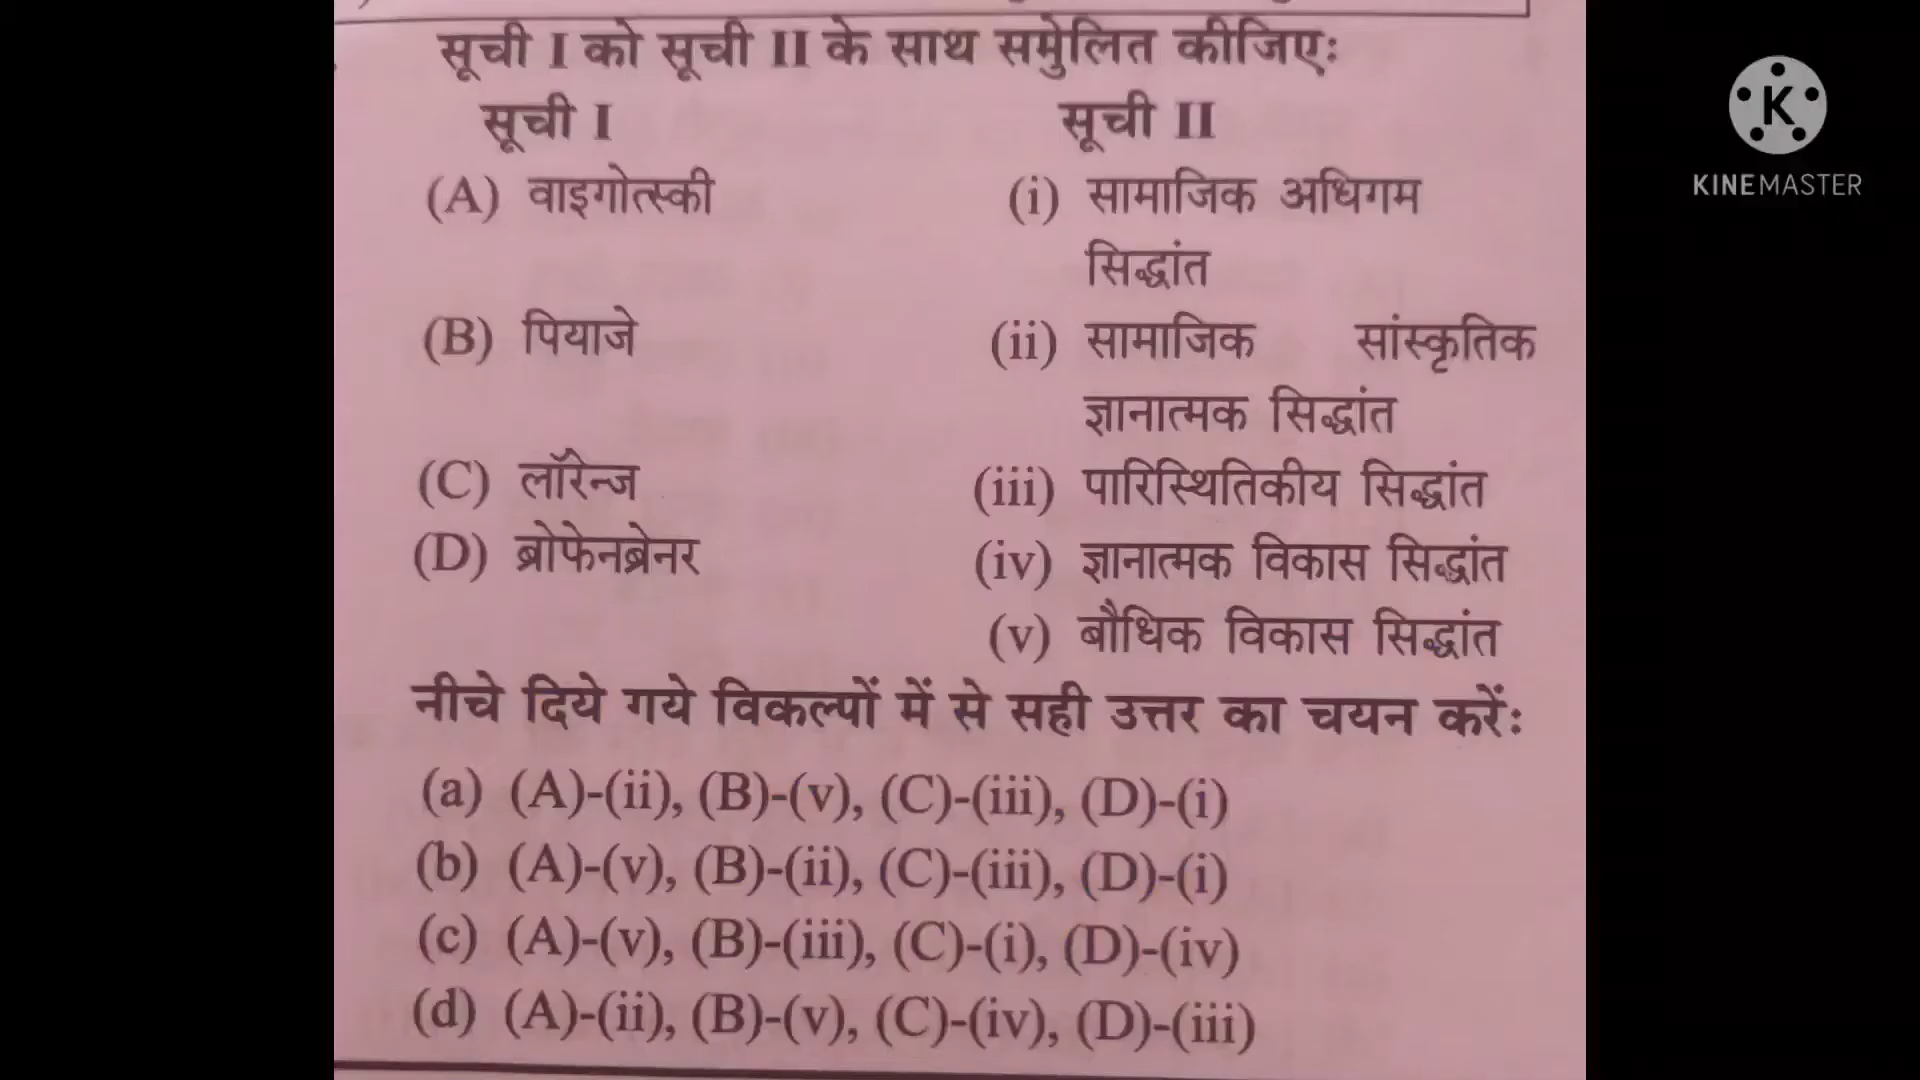 सूची I को सूची II के साथ समुेलित कीजिएः
सूची I सूची II
(A) वाइगोत्स्की (i) सामाजिक अधिगम
सिद्धांत
(B) पियाजे (ii) सामाजिक सांस्कृतिक
ज्ञानात्मक सिद्धांत
(C) लॉरेन्ज (iii) पारिस्थितिकीय सिद्धांत
(D) ब्रोफेनब्रेनर (iv) ज्ञानात्मक विकास सिद्धांत
(v) बौधिक विकास सिद्धांत
नीचे दिये गये विकल्पों में से सही उत्तर का चयन करेंः
(a) (A)-(ii), (B)-(v), (C)-(iii), (D)-(i)
(b) (A)-(v), (B)-(ii), (C)-(iii), (D)-(i)
(c) (A)-(v), (B)-(iii), (C)-(i), (D)-(iv)
(d) (A)-(ii), (B)-(v), (C)-(iv), (D)-(iii)
K
KINEMASTER